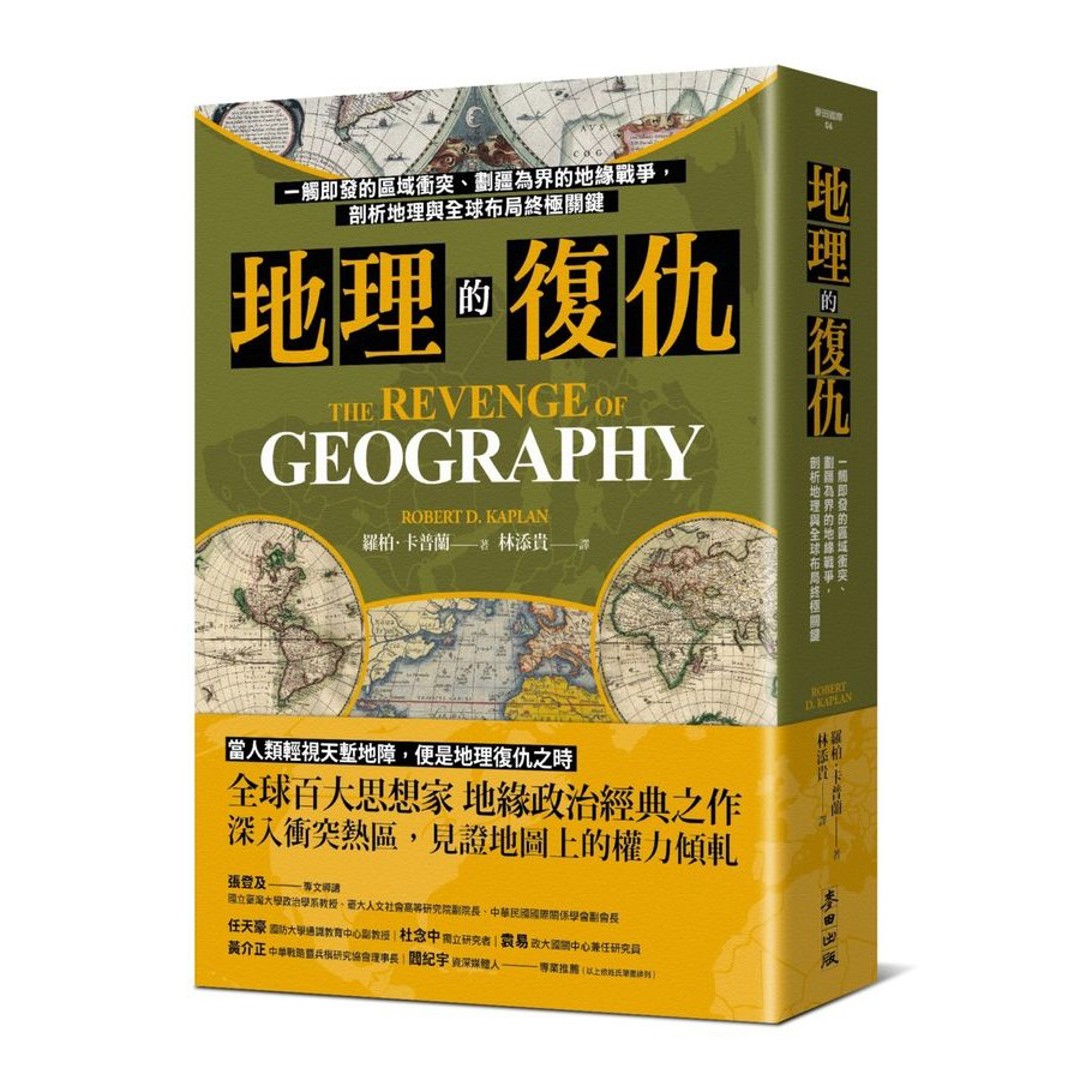 一觸即發的區域衝突、劃疆為界的地緣戰爭，
剖析地理與全球布局終極關鍵
地理的復仇
THE REVENGE OF
GEOGRAPHY
ROBERT D. KAPLAN
羅柏·卡普蘭——著 林添貴——譯
當人類輕視天塹地障，便是地理復仇之時
全球百大思想家 地緣政治經典之作
深入衝突熱區，見證地圖上的權力傾軋
張登及——專文導讀
國立臺灣大學政治學系教授、臺大人文社會高等研究院副院長、中華民國國際關係學會副會長
任天豪 國防大學通識教育中心副教授｜杜念中 獨立研究者｜袁易 政大國關中心兼任研究員
黃介正 中華戰略暨兵棋研究協會理事長｜閻紀宇 資深媒體人——專業推薦（以上依姓氏筆畫排列）
麥田國際
04
地理的復仇
一觸即發的區域衝突、
劃疆為界的地緣戰爭，
剖析地理與全球布局終極關鍵
ROBERT
D. KAPLAN
羅柏·卡普蘭——著
林添貴——譯
麥田出版